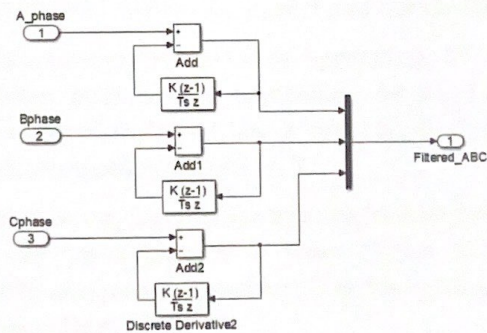 A_phase
1
+
−
Add
K (z-1)
Ts z
Bphase
2
+
−
Add1
K (z-1)
Ts z
1
Filtered_ABC
Cphase
3
+
−
Add2
K (z-1)
Ts z
Discrete Derivative2